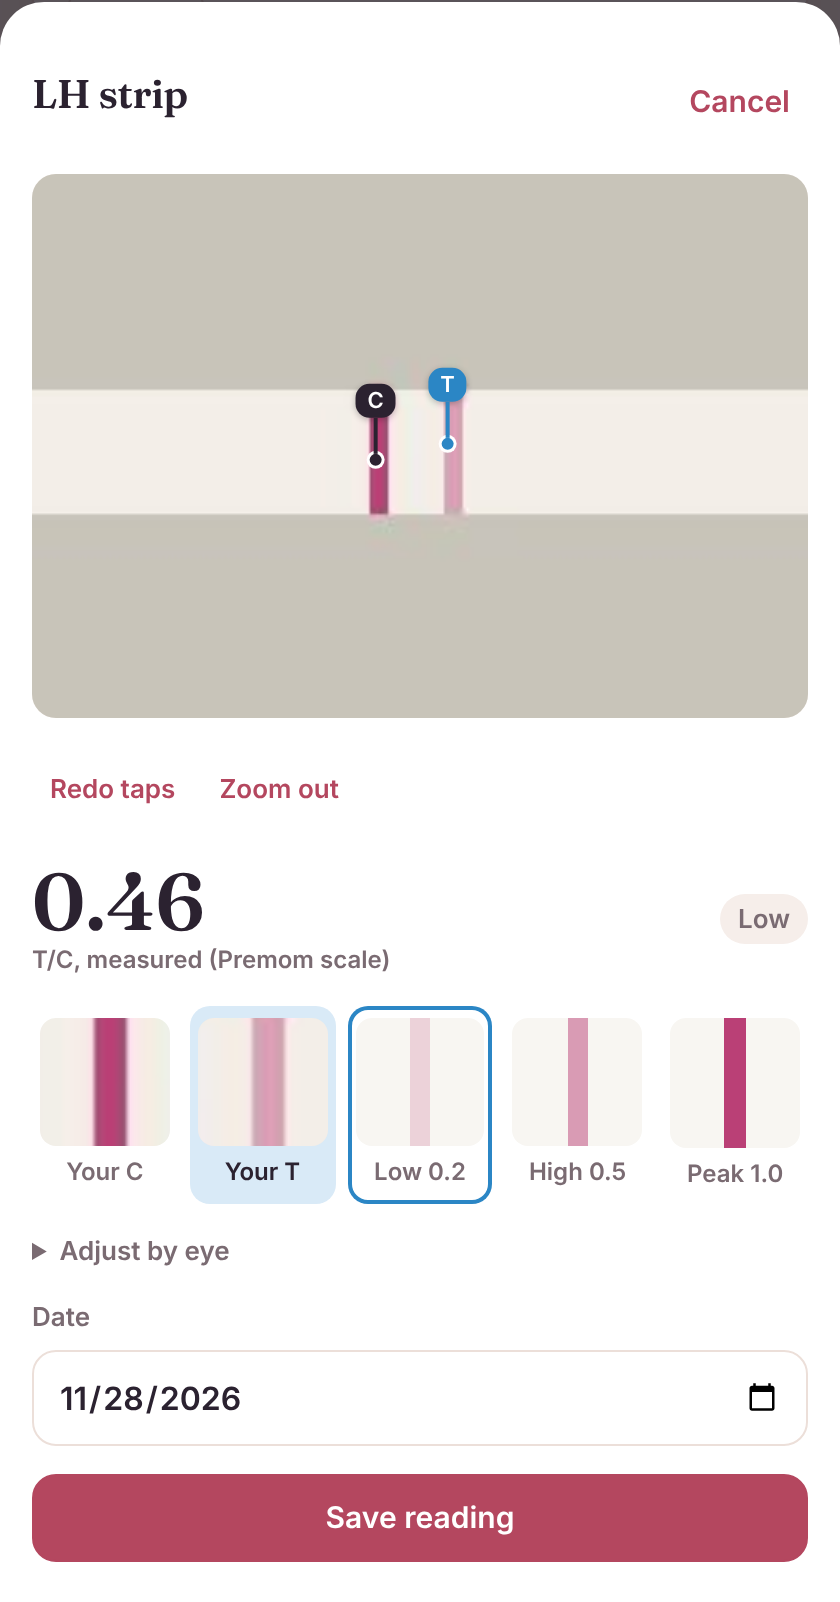 LH strip
Cancel
C
T
Redo taps
Zoom out
0.46
Low
T/C, measured (Premom scale)
Your C
Your T
Low 0.2
High 0.5
Peak 1.0
Adjust by eye
Date
11/28/2026
Save reading